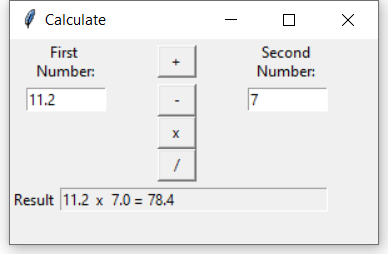 Calculate
First
Number:
11.2
+
-
x
/
Second
Number:
7
Result 11.2 x 7.0 = 78.4